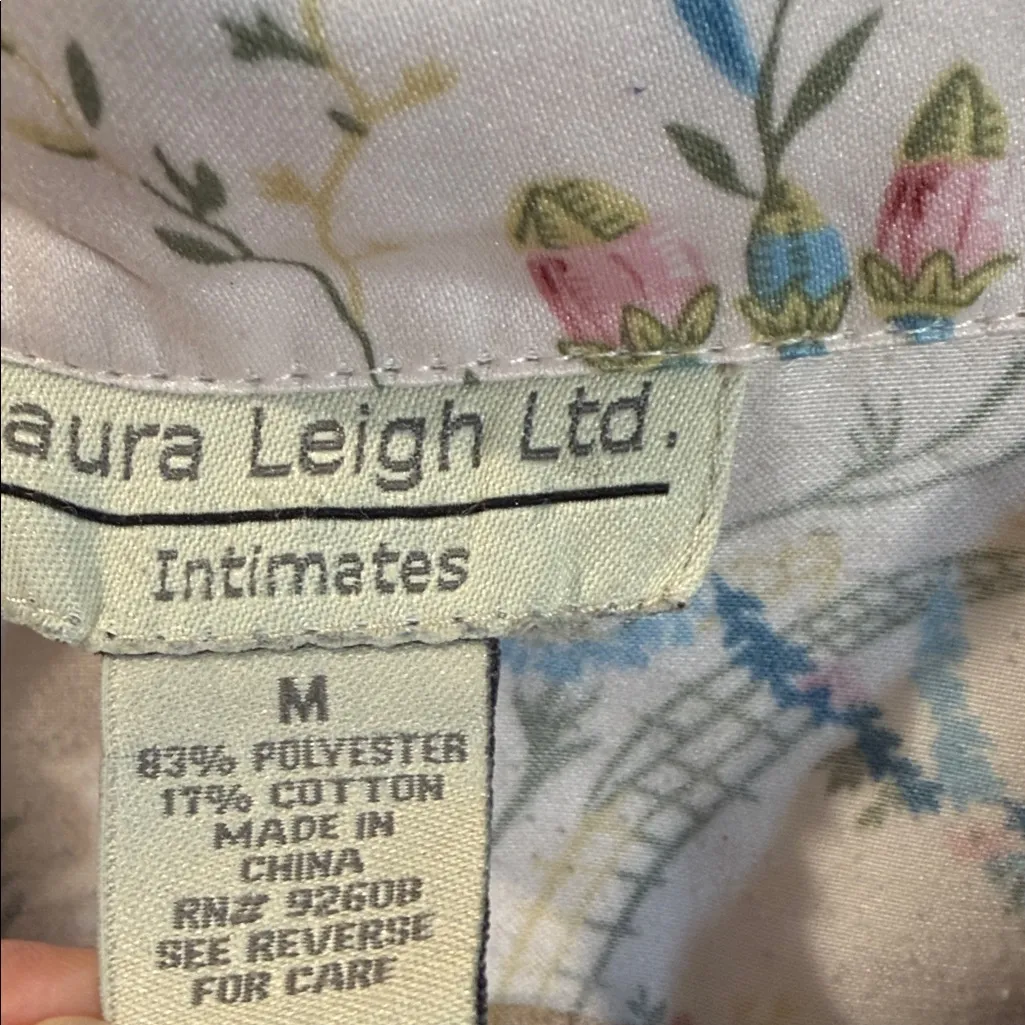 aura Leigh Ltd.
Intimates
M
83% POLYESTER
17% COTTON
MADE IN
CHINA
RN# 92608
SEE REVERSE
FOR CARE